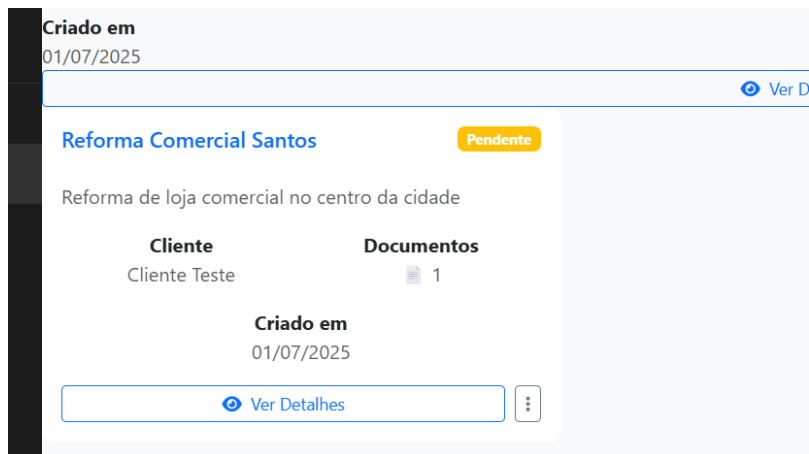 Criado em
01/07/2025
Ver D
Reforma Comercial Santos Pendente
Reforma de loja comercial no centro da cidade
Cliente Documentos
Cliente Teste 1
Criado em
01/07/2025
Ver Detalhes